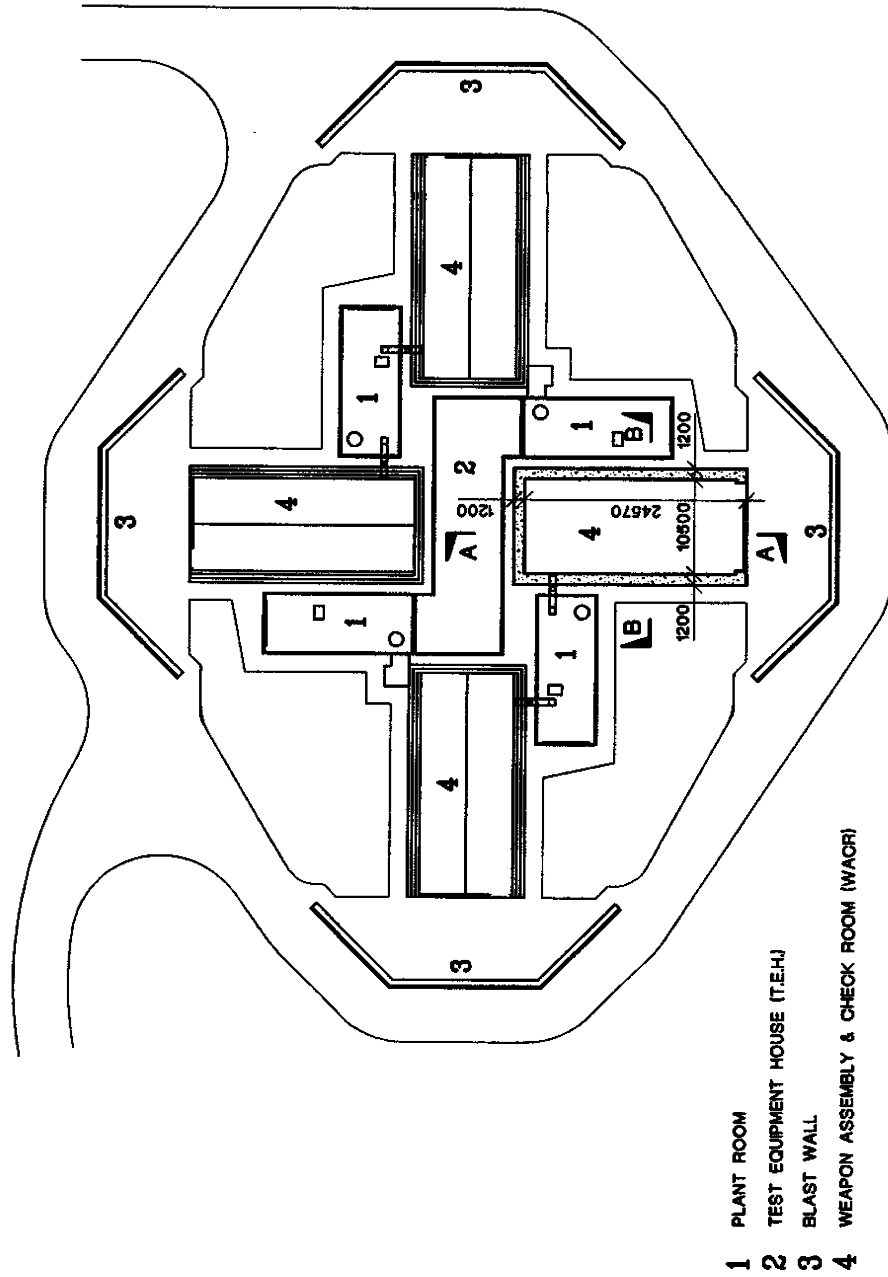 3
4
1
1
3
4
A
2
4
3
1200
1
4
1
B
B
24570
1200
10500
1200
A
3
1 PLANT ROOM
2 TEST EQUIPMENT HOUSE (T.E.H.)
3 BLAST WALL
4 WEAPON ASSEMBLY & CHECK ROOM (WACR)